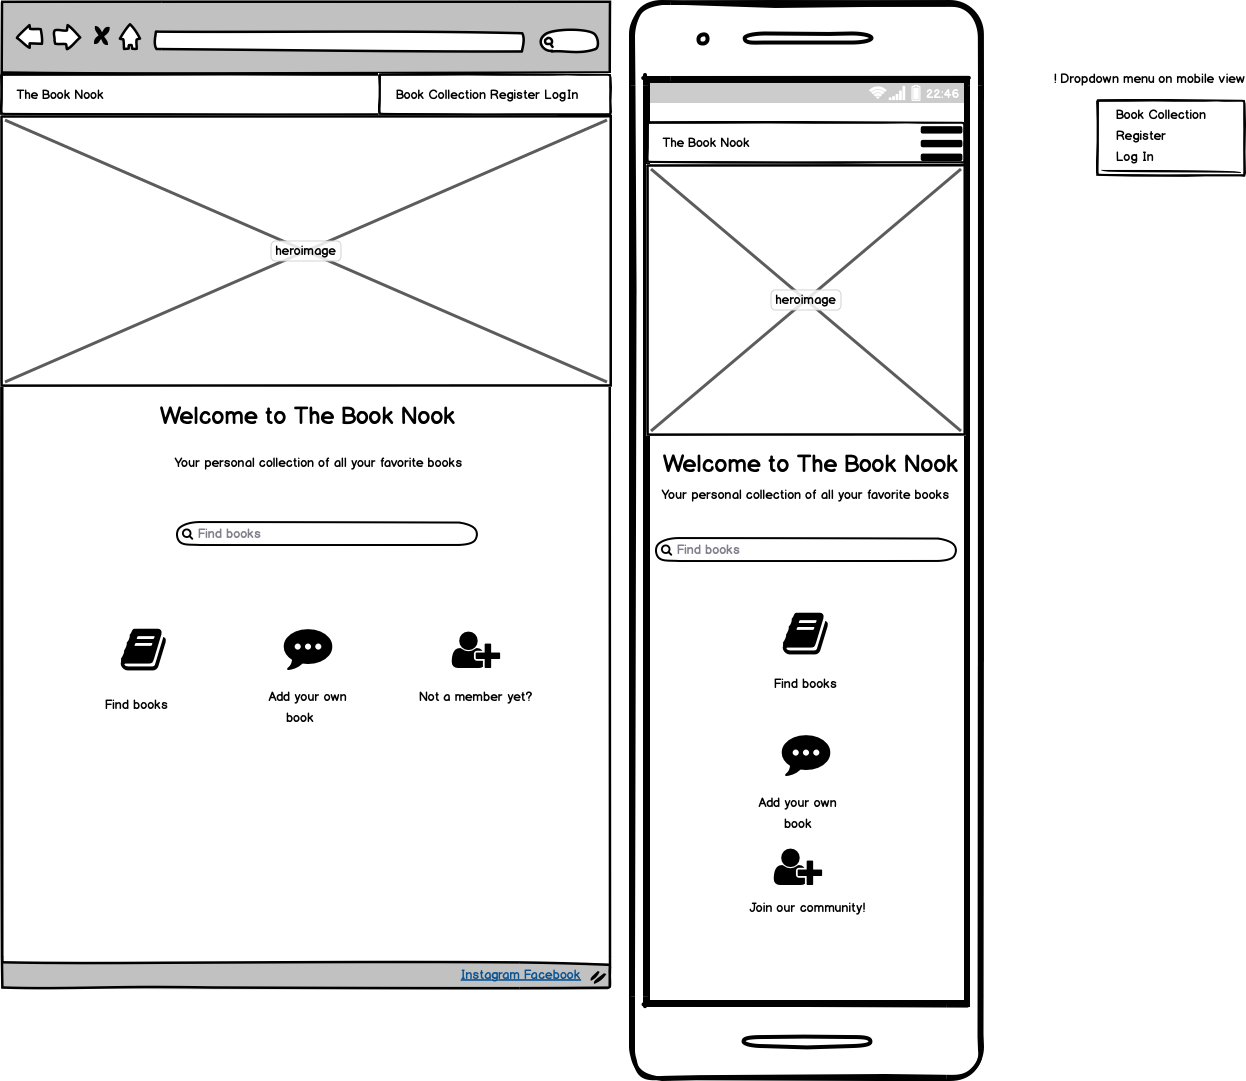 The Book Nook
Book Collection Register LogIn
heroimage
Welcome to The Book Nook
Your personal collection of all your favorite books
Find books
Find books
Add your own
book
Not a member yet?
Instagram Facebook
22:46
The Book Nook
heroimage
Welcome to The Book Nook
Your personal collection of all your favorite books
Find books
Find books
Add your own
book
Join our community!
! Dropdown menu on mobile view
Book Collection
Register
Log In